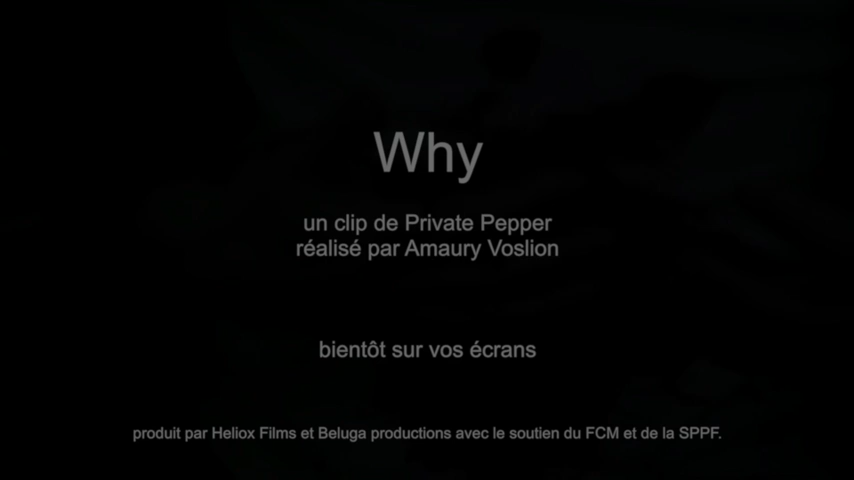 Why
un clip de Private Pepper
réalisé par Amaury Voslion
bientôt sur vos écrans
produit par Heliox Films et Beluga productions avec le soutien du FCM et de la SPPF.